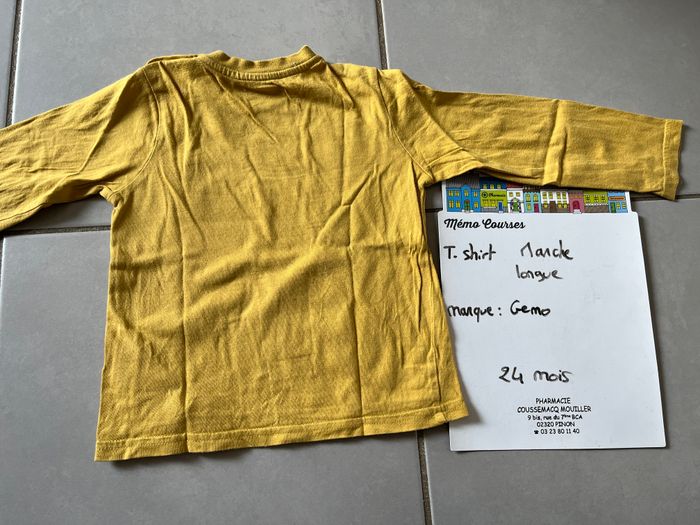 Mémo Courses
T. shirt Manche
longue
marque : Gemo
24 mois
PHARMACIE
COUSSEMACQ MOUILLER
9 bis, rue du 7ème BCA
02320 PINON
☎ 03 23 80 11 40